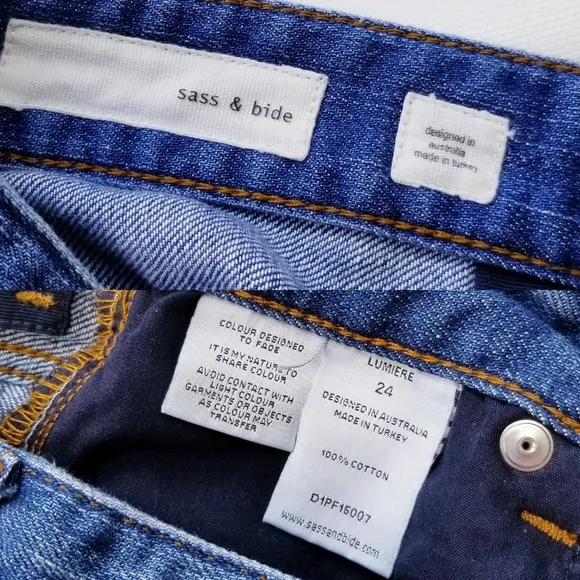 sass & bide
designed in
australia
made in turkey
COLOUR DESIGNED
TO FADE
IT IS MY NATURE TO
SHARE COLOUR
AVOID CONTACT WITH
LIGHT COLOUR
GARMENTS OR OBJECTS
AS COLOUR MAY
TRANSFER
LUMIERE
24
DESIGNED IN AUSTRALIA
MADE IN TURKEY
100% COTTON
D1PF15007
www.sassandbide.com